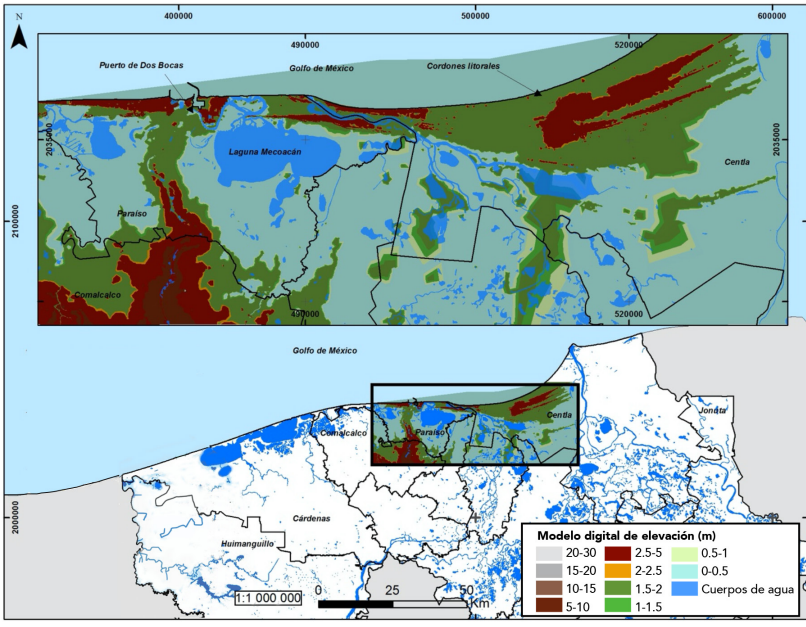 N
400000
500000
600000
490000
520000
Puerto de Dos Bocas
Golfo de México
Cordones litorales
2035000
Laguna Mecoacán
2035000
Centla
Paraíso
2100000
Comalcalco
490000
520000
Golfo de México
Centla
Jonuta
Comalcalco
Paraíso
2000000
Cárdenas
Huimanguillo
1:1 000 000
0
25
50
Km
Modelo digital de elevación (m)
20-30
2.5-5
0.5-1
15-20
2-2.5
0-0.5
10-15
1.5-2
Cuerpos de agua
5-10
1-1.5